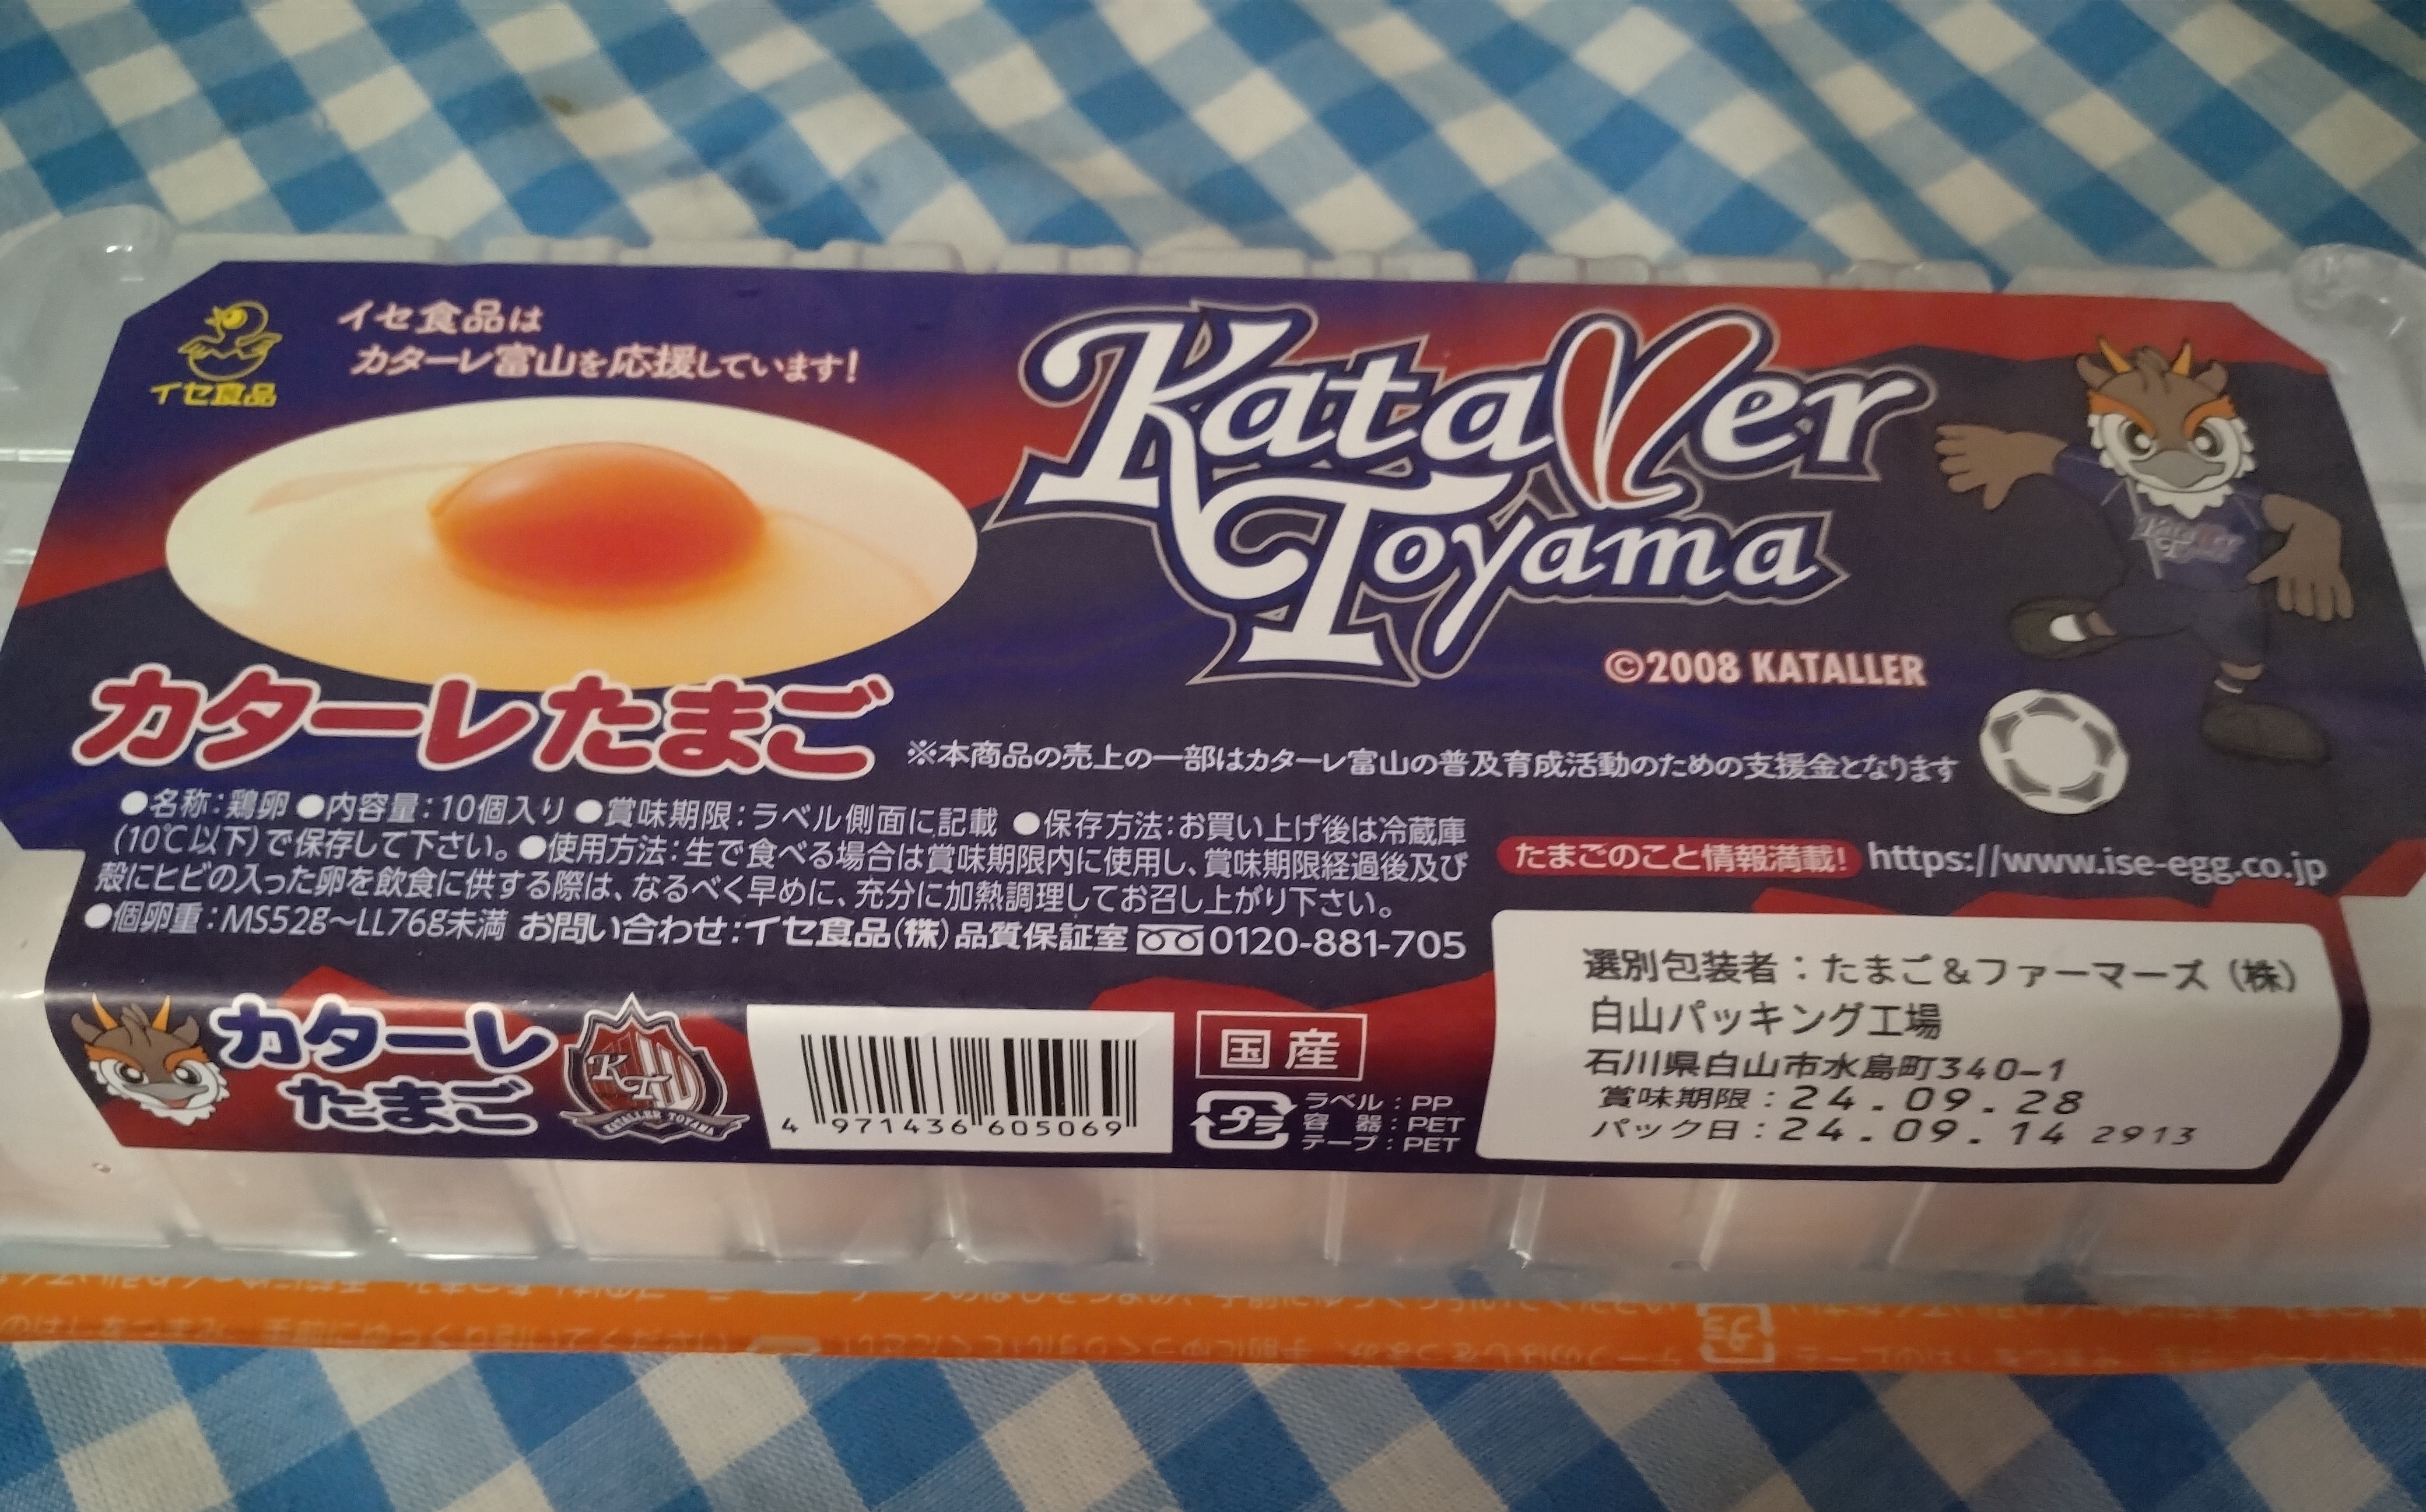 イセ食品
イセ食品は
カターレ富山を応援しています!
Kataller
Toyama
©2008 KATALLER
カターレたまご
※本商品の売上の一部はカターレ富山の普及育成活動のための支援金となります
●名称:鶏卵 ●内容量:10個入り ●賞味期限:ラベル側面に記載 ●保存方法:お買い上げ後は冷蔵庫
(10℃以下)で保存して下さい。●使用方法:生で食べる場合は賞味期限内に使用し、賞味期限経過後及び
殻にヒビの入った卵を飲食に供する際は、なるべく早めに、充分に加熱調理してお召し上がり下さい。
●個卵重:MS52g〜LL76g未満 お問い合わせ:イセ食品(株)品質保証室 0120-881-705
たまごのこと情報満載! https://www.ise-egg.co.jp
選別包装者:たまご&ファーマーズ(株)
白山パッキング工場
石川県白山市水島町340-1
賞味期限:24.09.28
パック日:24.09.14 2913
カターレ
たまご
KT
KATALLER TOYAMA
4 971436 605069
国産
プラ
ラベル:PP
容器:PET
テープ:PET